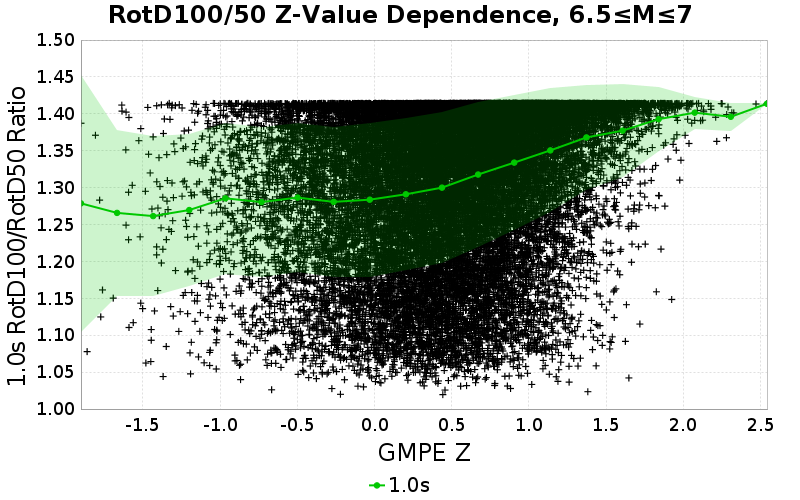 RotD100/50 Z-Value Dependence, 6.5≤M≤7
1.0s RotD100/RotD50 Ratio
1.50
1.45
1.40
1.35
1.30
1.25
1.20
1.15
1.10
1.05
1.00
-1.5 -1.0 -0.5 0.0 0.5 1.0 1.5 2.0 2.5
GMPE Z
1.0s